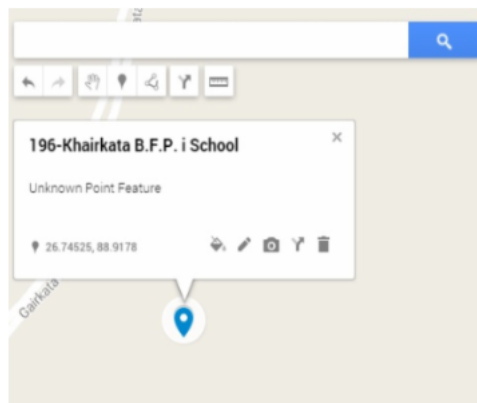 196-Khairkata B.F.P. i School
Unknown Point Feature
26.74525, 88.9178
Gairkata